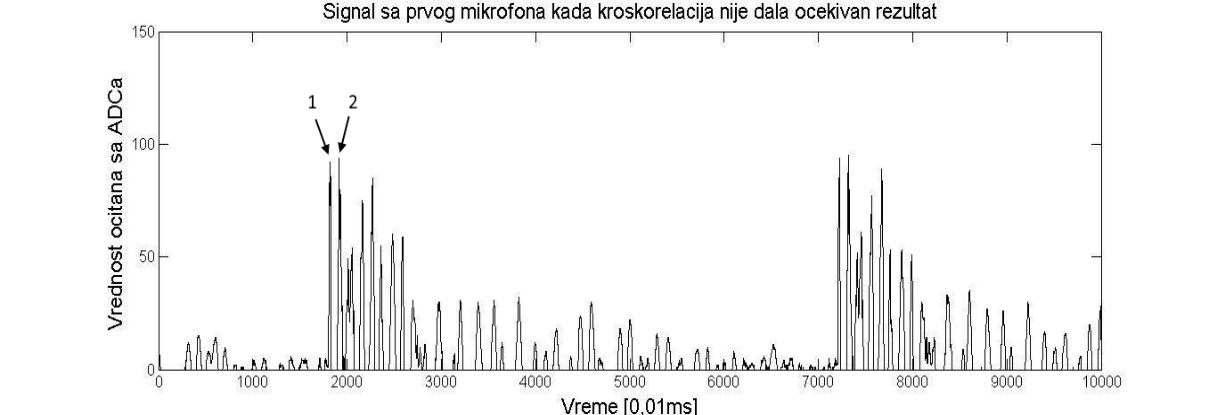 Signal sa prvog mikrofona kada kroskorelacija nije dala ocekivan rezultat
150
1 2
100
50
0
Vrednost ocitana sa ADCa
0 1000 2000 3000 4000 5000 6000 7000 8000 9000 10000
Vreme [0.01ms]